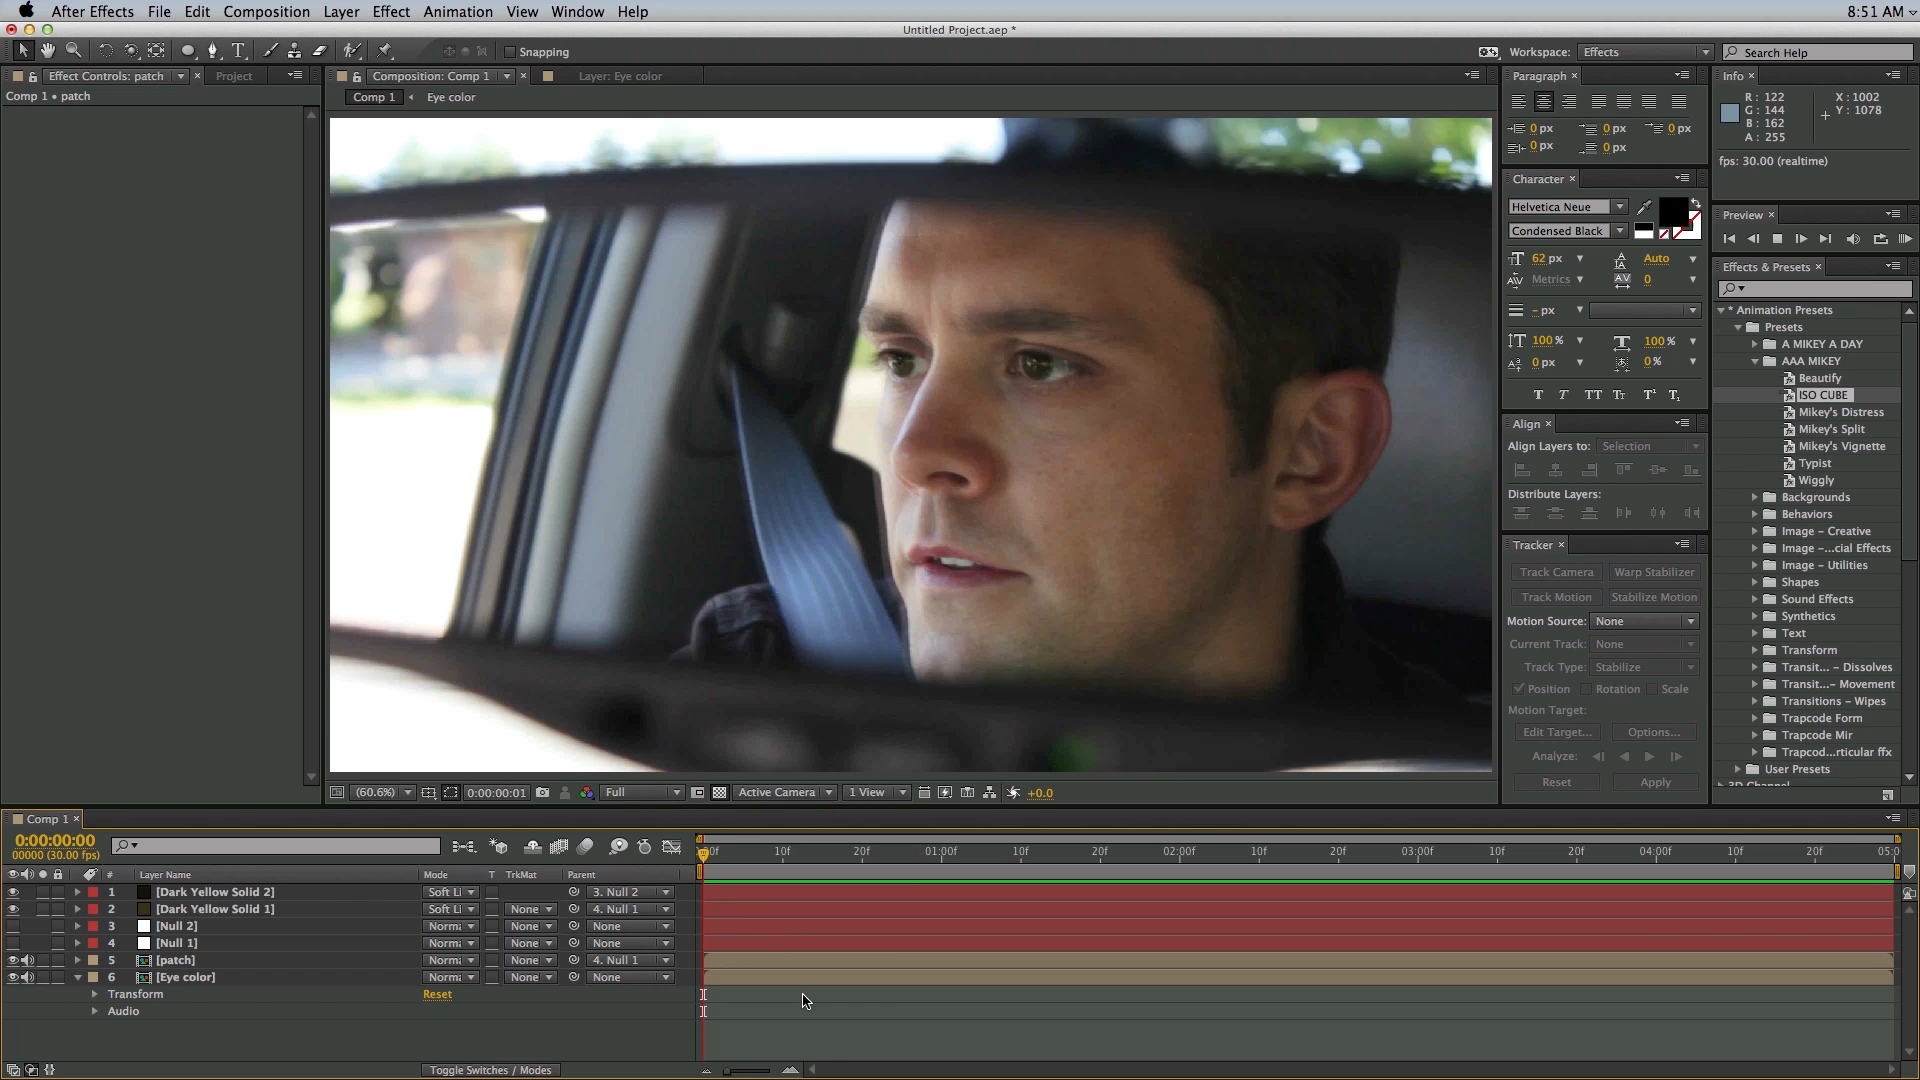 After Effects File Edit Composition Layer Effect Animation View Window Help 8:51 AM
Untitled Project.aep *
Snapping Workspace: Effects Search Help
Effect Controls: patch × Project
Comp 1 • patch
Composition: Comp 1 × Layer: Eye color
Comp 1 Eye color
(60.6%) 0:00:00:01 Full Active Camera 1 View +0.0
Paragraph ×
0 px 0 px 0 px
0 px 0 px
Character ×
Helvetica Neue
Condensed Black
62 px Auto
Metrics 0
- px
100 % 100 %
0 px 0 %
T T TT Tт T¹ T₁
Align ×
Align Layers to: Selection
Distribute Layers:
Tracker ×
Track Camera Warp Stabilizer
Track Motion Stabilize Motion
Motion Source: None
Current Track: None
Track Type: Stabilize
Position Rotation Scale
Motion Target:
Edit Target... Options...
Analyze:
Reset Apply
Info ×
R : 122 X : 1002
G : 144 Y : 1078
B : 162
A : 255
fps: 30.00 (realtime)
Preview ×
Effects & Presets ×
* Animation Presets
Presets
A MIKEY A DAY
AAA MIKEY
Beautify
ISO CUBE
Mikey's Distress
Mikey's Split
Mikey's Vignette
Typist
Wiggly
Backgrounds
Behaviors
Image – Creative
Image –...cial Effects
Image – Utilities
Shapes
Sound Effects
Synthetics
Text
Transform
Transit... – Dissolves
Transit...– Movement
Transitions – Wipes
Trapcode Form
Trapcode Mir
Trapcod...rticular ffx
User Presets
Comp 1 ×
0:00:00:00
00000 (30.00 fps)
10f 20f 01:00f 10f 20f 02:00f 10f 20f 03:00f 10f 20f 04:00f 10f 20f 05:0
# Layer Name Mode T TrkMat Parent
1 [Dark Yellow Solid 2] Soft Li 3. Null 2
2 [Dark Yellow Solid 1] Soft Li None 4. Null 1
3 [Null 2] Norma None None
4 [Null 1] Norma None None
5 [patch] Norma None 4. Null 1
6 [Eye color] Norma None None
Transform Reset
Audio
Toggle Switches / Modes